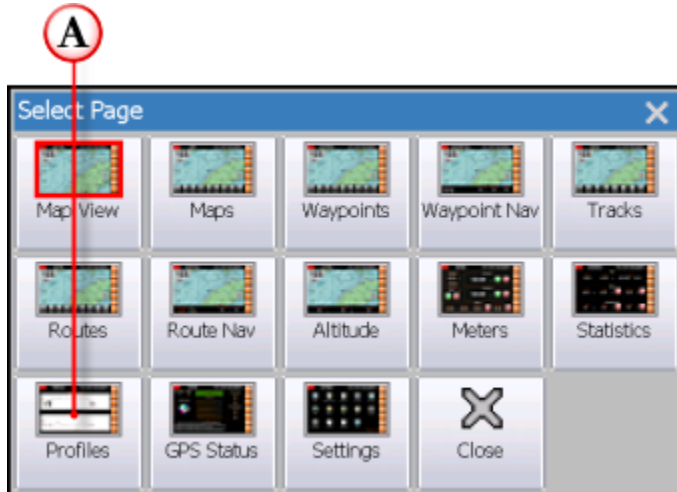 A
Select Page
Map View Maps Waypoints Waypoint Nav Tracks
Routes Route Nav Altitude Meters Statistics
Profiles GPS Status Settings Close